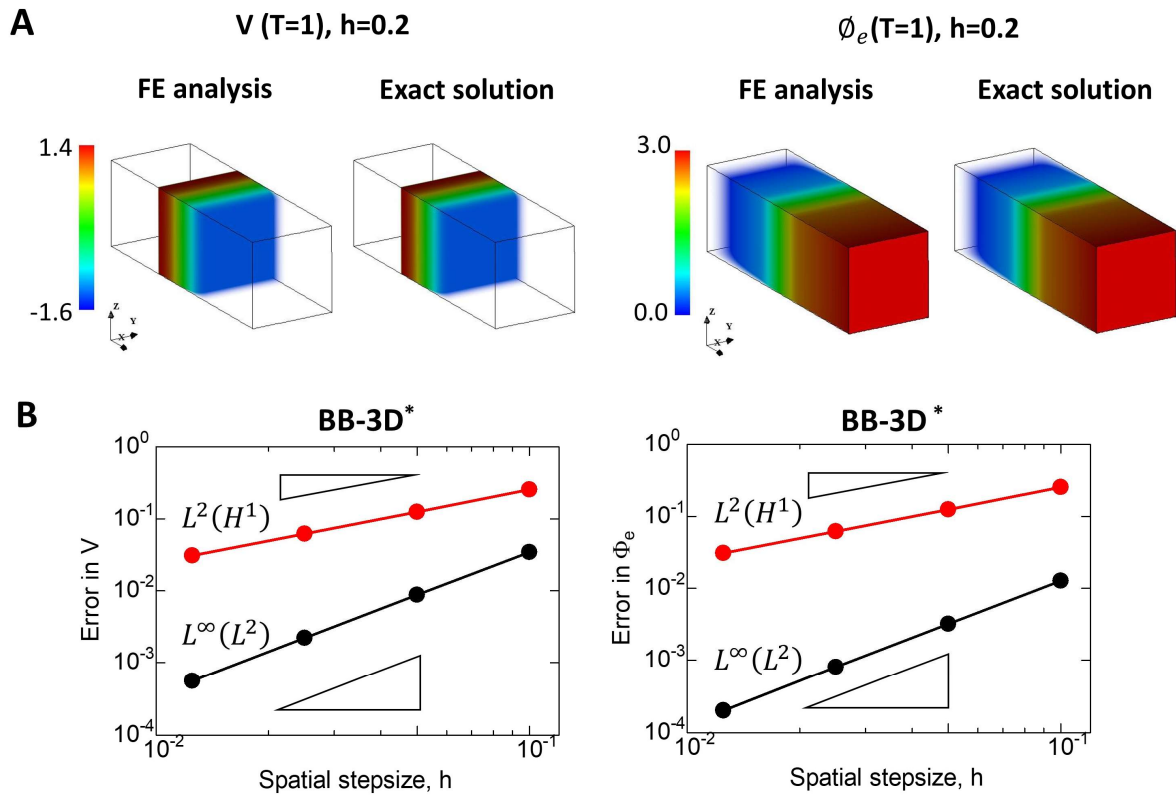 A
V (T=1), h=0.2
∅e(T=1), h=0.2
FE analysis
Exact solution
FE analysis
Exact solution
1.4
-1.6
Z
Y
X
3.0
0.0
Z
Y
X
B
BB-3D*
BB-3D*
10^0
10^-1
10^-2
10^-3
10^-4
Error in V
L^2(H^1)
L^∞(L^2)
10^-2
10^-1
Spatial stepsize, h
10^0
10^-1
10^-2
10^-3
10^-4
Error in Φe
L^2(H^1)
L^∞(L^2)
10^-2
10^-1
Spatial stepsize, h